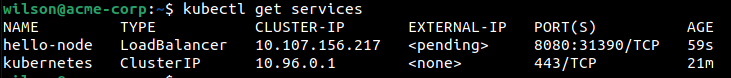 wilson@acme-corp:~$ kubectl get services
NAME TYPE CLUSTER-IP EXTERNAL-IP PORT(S) AGE
hello-node LoadBalancer 10.107.156.217 <pending> 8080:31390/TCP 59s
kubernetes ClusterIP 10.96.0.1 <none> 443/TCP 21m